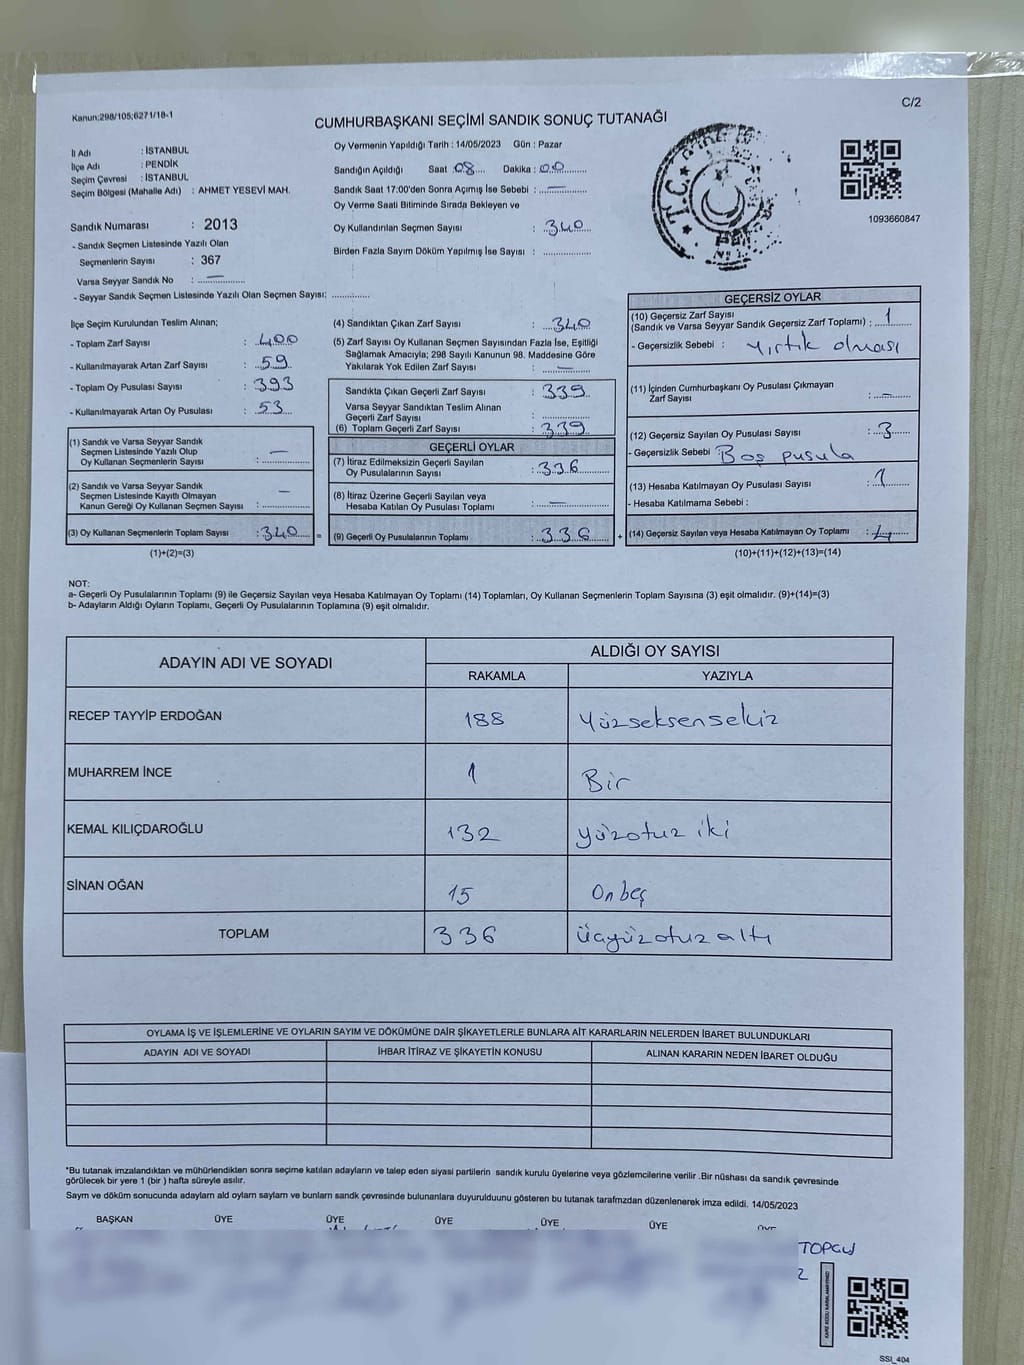 Kanun:298/105;6271/18-1
C/2
CUMHURBAŞKANI SEÇİMİ SANDIK SONUÇ TUTANAĞI
İl Adı : İSTANBUL
İlçe Adı : PENDİK
Seçim Çevresi : İSTANBUL
Seçim Bölgesi (Mahalle Adı) : AHMET YESEVİ MAH.
Sandık Numarası : 2013
- Sandık Seçmen Listesinde Yazılı Olan
Seçmenlerin Sayısı : 367
Varsa Seyyar Sandık No : —
- Seyyar Sandık Seçmen Listesinde Yazılı Olan Seçmen Sayısı: ..............
Oy Vermenin Yapıldığı Tarih : 14/05/2023 Gün : Pazar
Sandığın Açıldığı Saat : 08 Dakika : 00
Sandık Saat 17:00'den Sonra Açımış İse Sebebi : —
Oy Verme Saati Bitiminde Sırada Bekleyen ve
Oy Kullandırılan Seçmen Sayısı : 340
Birden Fazla Sayım Döküm Yapılmış İse Sayısı : ..............
T.C.
1093660847
İlçe Seçim Kurulundan Teslim Alınan;
- Toplam Zarf Sayısı : 400
- Kullanılmayarak Artan Zarf Sayısı : 59
- Toplam Oy Pusulası Sayısı : 393
- Kullanılmayarak Artan Oy Pusulası : 53
(1) Sandık ve Varsa Seyyar Sandık
Seçmen Listesinde Yazılı Olup
Oy Kullanan Seçmenlerin Sayısı : —
(2) Sandık ve Varsa Seyyar Sandık
Seçmen Listesinde Kayıtlı Olmayan
Kanun Gereği Oy Kullanan Seçmen Sayısı : —
(3) Oy Kullanan Seçmenlerin Toplam Sayısı : 340 =
(1)+(2)=(3)
(4) Sandıktan Çıkan Zarf Sayısı : 340
(5) Zarf Sayısı Oy Kullanan Seçmen Sayısından Fazla İse, Eşitliği
Sağlamak Amacıyla; 298 Sayılı Kanunun 98. Maddesine Göre
Yakılarak Yok Edilen Zarf Sayısı : —
Sandıkta Çıkan Geçerli Zarf Sayısı : 339
Varsa Seyyar Sandıktan Teslim Alınan
Geçerli Zarf Sayısı : ..............
(6) Toplam Geçerli Zarf Sayısı : 339
GEÇERLİ OYLAR
(7) İtiraz Edilmeksizin Geçerli Sayılan
Oy Pusulalarının Sayısı : 336
(8) İtiraz Üzerine Geçerli Sayılan veya
Hesaba Katılan Oy Pusulası Toplamı : —
(9) Geçerli Oy Pusulalarının Toplamı : 336 +
GEÇERSİZ OYLAR
(10) Geçersiz Zarf Sayısı
(Sandık ve Varsa Seyyar Sandık Geçersiz Zarf Toplamı) : 1
- Geçersizlik Sebebi : Yırtık olması
(11) İçinden Cumhurbaşkanı Oy Pusulası Çıkmayan
Zarf Sayısı : —
(12) Geçersiz Sayılan Oy Pusulası Sayısı : 3
- Geçersizlik Sebebi : Boş pusula
(13) Hesaba Katılmayan Oy Pusulası Sayısı : 1
- Hesaba Katılmama Sebebi :
(14) Geçersiz Sayılan veya Hesaba Katılmayan Oy Toplamı : 4
(10)+(11)+(12)+(13)=(14)
NOT:
a- Geçerli Oy Pusulalarının Toplamı (9) ile Geçersiz Sayılan veya Hesaba Katılmayan Oy Toplamı (14) Toplamları, Oy Kullanan Seçmenlerin Toplam Sayısına (3) eşit olmalıdır. (9)+(14)=(3)
b- Adayların Aldığı Oyların Toplamı, Geçerli Oy Pusulalarının Toplamına (9) eşit olmalıdır.
ADAYIN ADI VE SOYADI ALDIĞI OY SAYISI
RAKAMLA YAZIYLA
RECEP TAYYİP ERDOĞAN 188 Yüzseksensekiz
MUHARREM İNCE 1 Bir
KEMAL KILIÇDAROĞLU 132 yüzotuz iki
SİNAN OĞAN 15 Onbeş
TOPLAM 336 üçyüzotuz altı
OYLAMA İŞ VE İŞLEMLERİNE VE OYLARIN SAYIM VE DÖKÜMÜNE DAİR ŞİKAYETLERLE BUNLARA AİT KARARLARIN NELERDEN İBARET BULUNDUKLARI
ADAYIN ADI VE SOYADI İHBAR İTİRAZ VE ŞİKAYETİN KONUSU ALINAN KARARIN NEDEN İBARET OLDUĞU
*Bu tutanak imzalandıktan ve mühürlendikten sonra seçime katılan adayların ve talep eden siyasi partilerin sandık kurulu üyelerine veya gözlemcilerine verilir .Bir nüshası da sandık çevresinde
görülecek bir yere 1 (bir ) hafta süreyle asılır.
Sayım ve döküm sonucunda adaylam ald oylam saylam ve bunlam sandk çevresinde bulunanlara duyurulduunu gösteren bu tutanak tarafmzdan düzenlenerek imza edildi. 14/05/2023
BAŞKAN ÜYE ÜYE ÜYE ÜYE ÜYE
TOPÇU
2
SSI_404